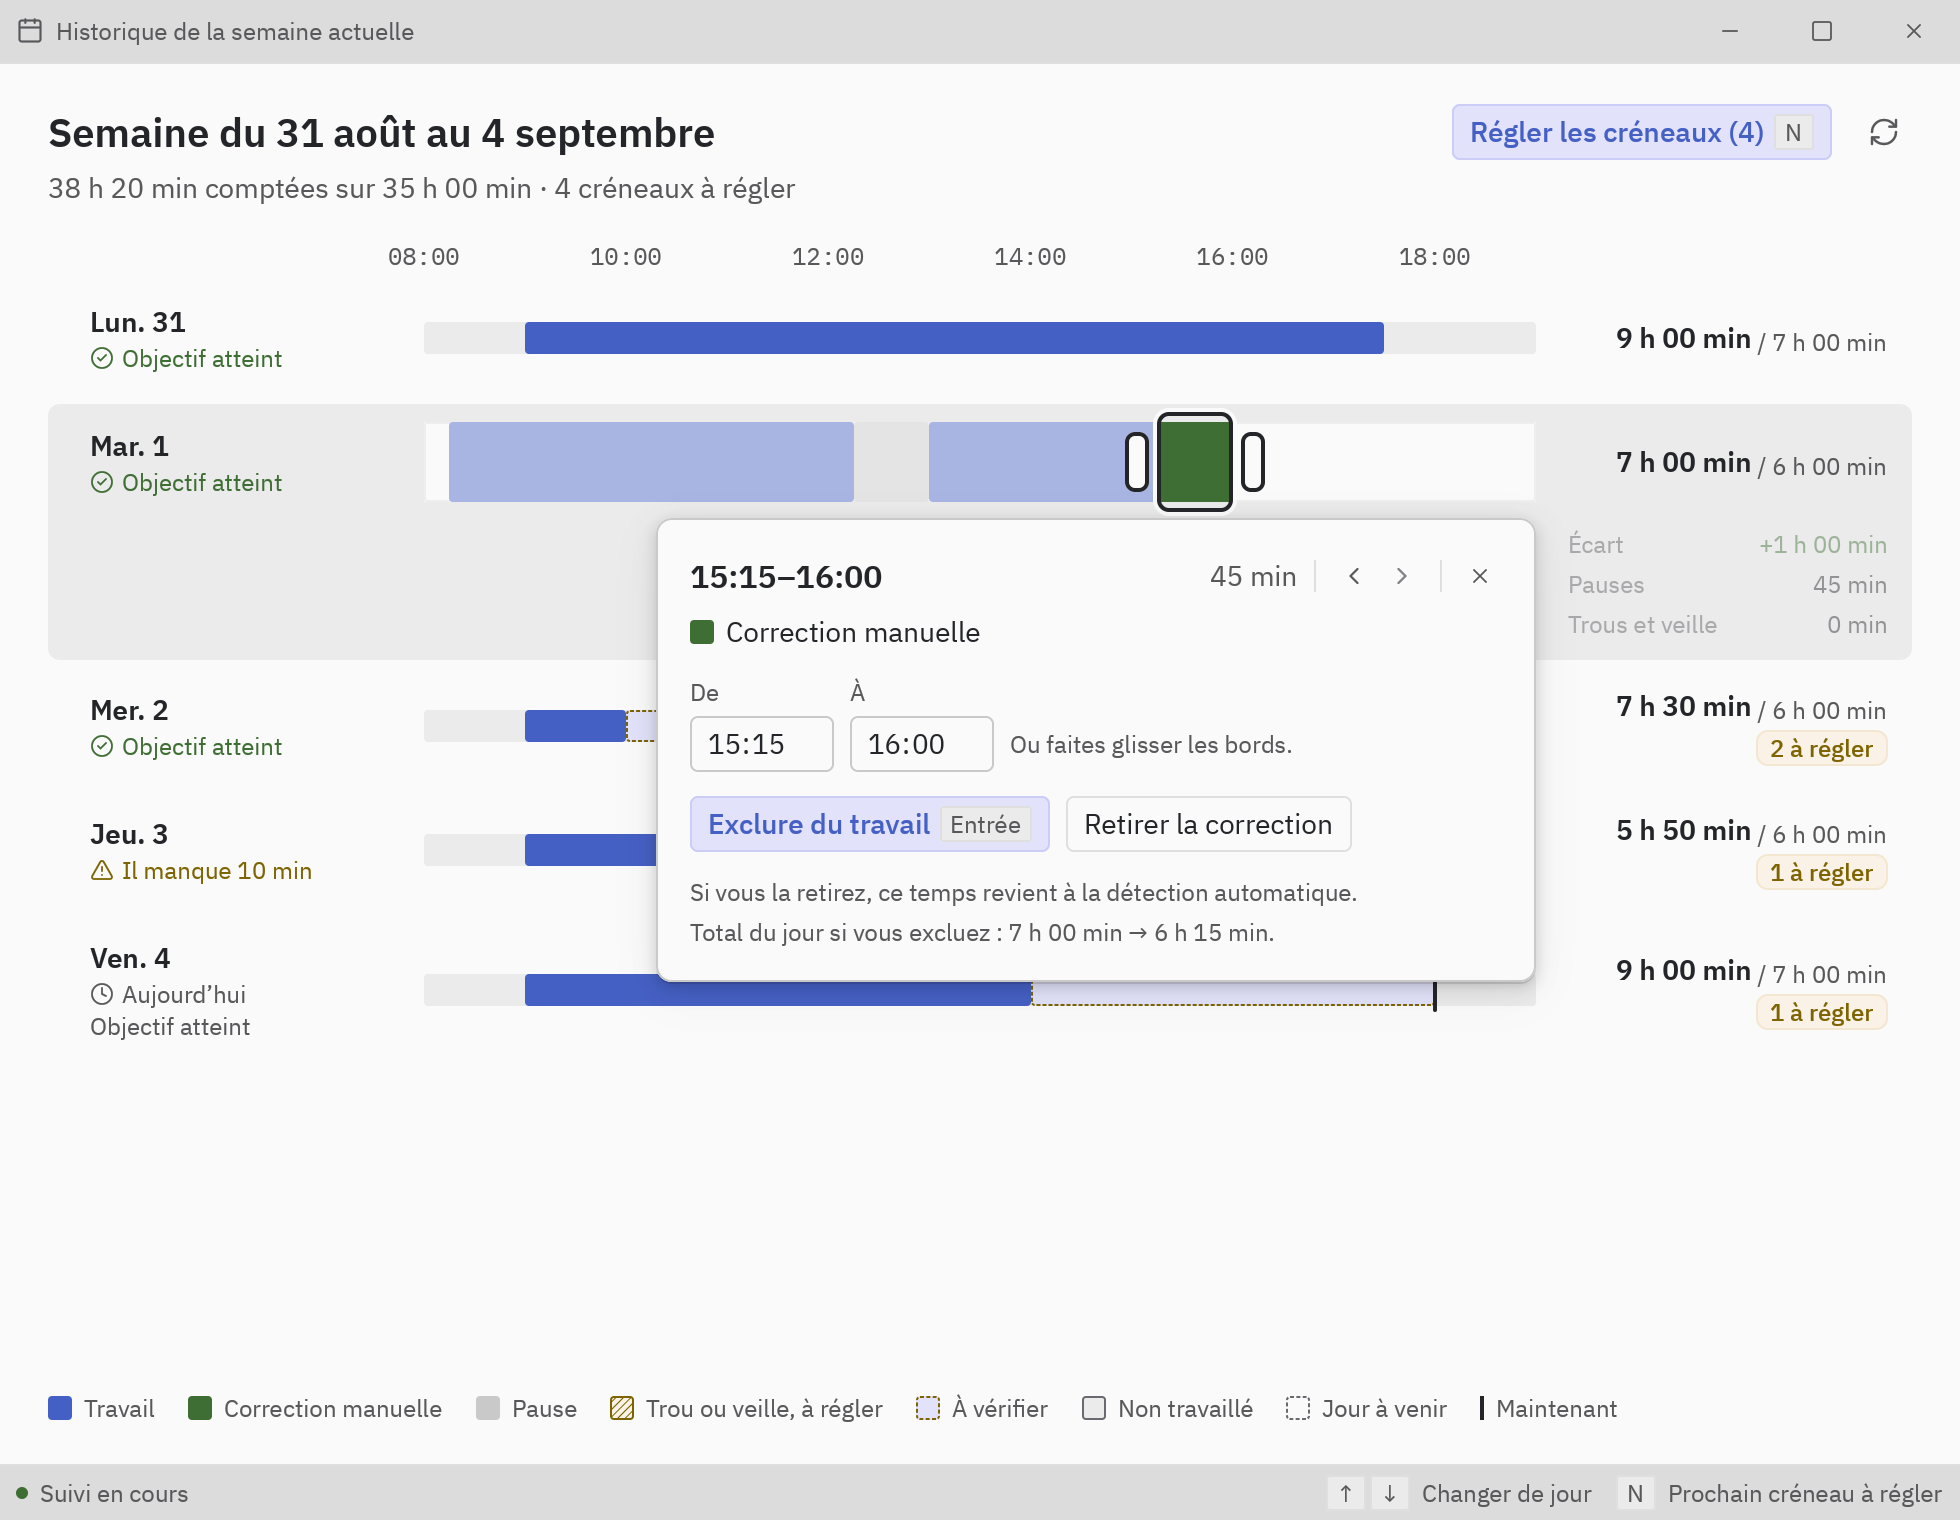 Historique de la semaine actuelle
Semaine du 31 août au 4 septembre
Régler les créneaux (4) N
38 h 20 min comptées sur 35 h 00 min · 4 créneaux à régler
08:00 10:00 12:00 14:00 16:00 18:00
Lun. 31
Objectif atteint
9 h 00 min / 7 h 00 min
Mar. 1
Objectif atteint
7 h 00 min / 6 h 00 min
Écart +1 h 00 min
Pauses 45 min
Trous et veille 0 min
15:15–16:00 45 min
Correction manuelle
De À
15:15 16:00 Ou faites glisser les bords.
Exclure du travail Entrée Retirer la correction
Si vous la retirez, ce temps revient à la détection automatique.
Total du jour si vous excluez : 7 h 00 min → 6 h 15 min.
Mer. 2
Objectif atteint
7 h 30 min / 6 h 00 min
2 à régler
Jeu. 3
Il manque 10 min
5 h 50 min / 6 h 00 min
1 à régler
Ven. 4
Aujourd’hui
Objectif atteint
9 h 00 min / 7 h 00 min
1 à régler
Travail Correction manuelle Pause Trou ou veille, à régler À vérifier Non travaillé Jour à venir Maintenant
Suivi en cours
↑ ↓ Changer de jour N Prochain créneau à régler